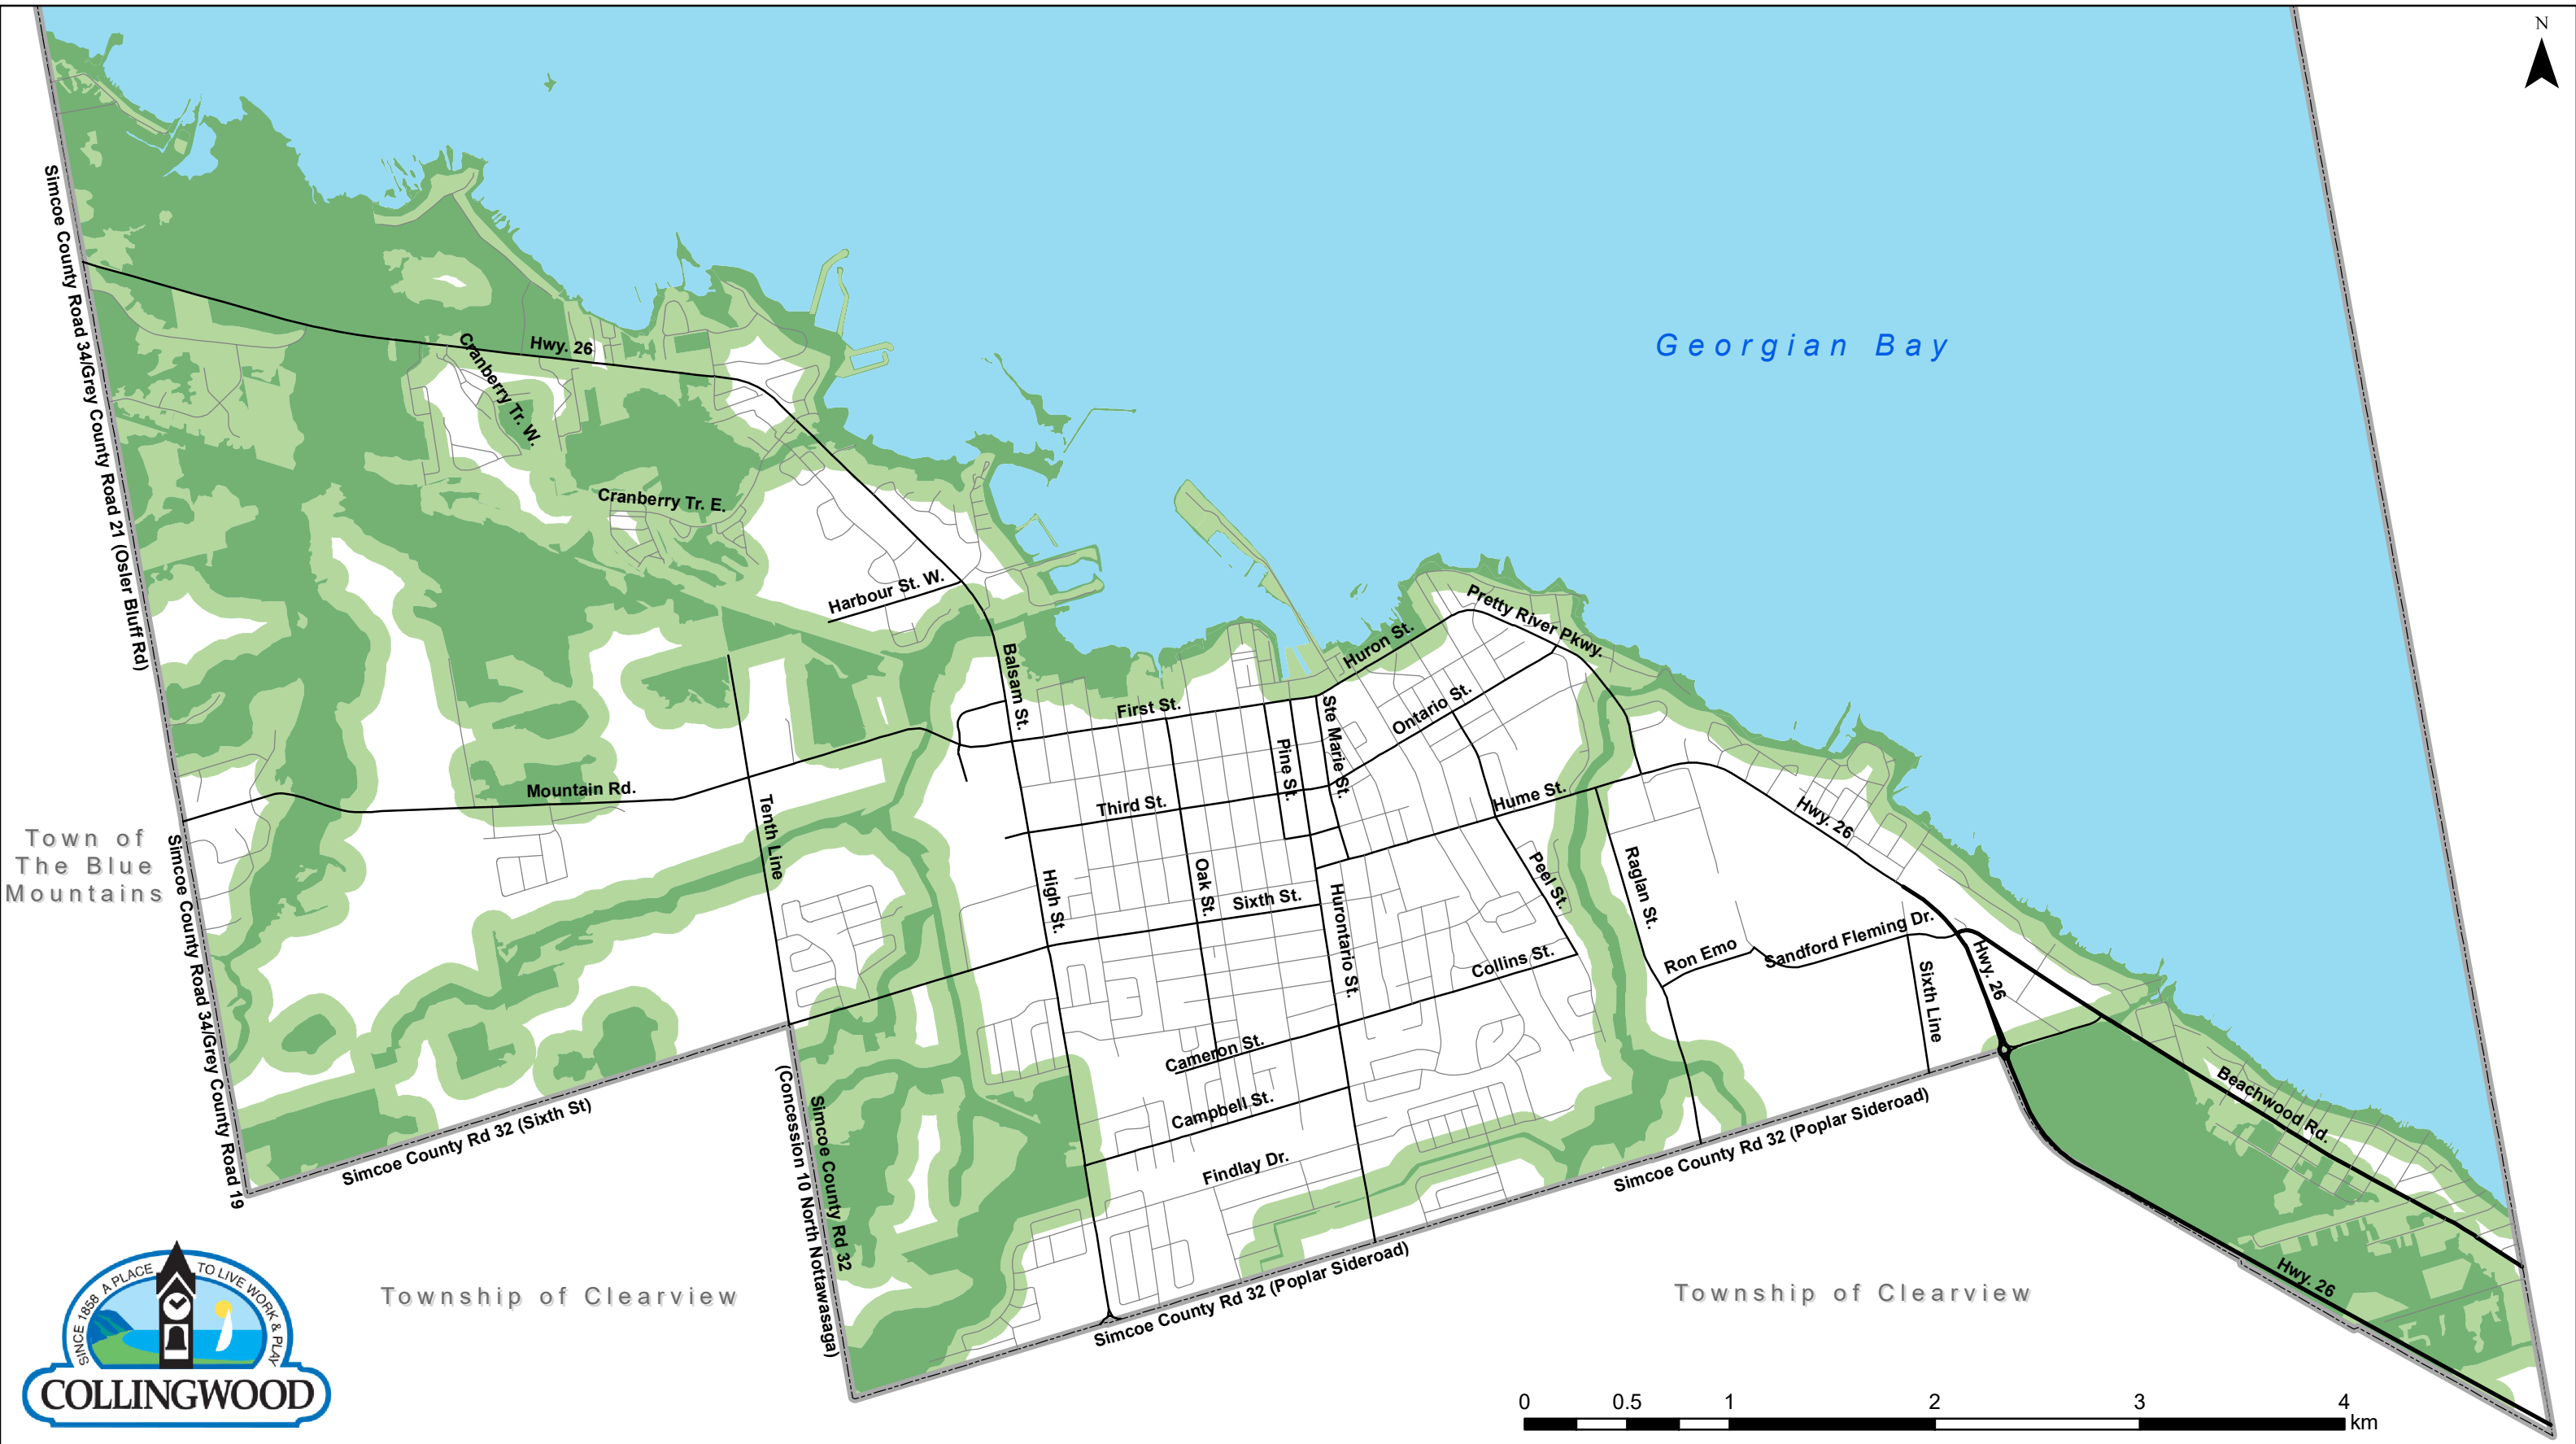 N
Georgian Bay
Simcoe County Road 34/Grey County Road 21 (Osler Bluff Rd)
Hwy. 26
Cranberry Tr. W.
Cranberry Tr. E.
Harbour St. W.
Balsam St.
First St.
Huron St.
Pretty River Pkwy.
Ontario St.
Ste Marie St.
Pine St.
Third St.
Hume St.
Hwy. 26
Mountain Rd.
Tenth Line
Town of
The Blue
Mountains
Simcoe County Road 34/Grey County Road 19
High St.
Oak St.
Sixth St.
Hurontario St.
Peel St.
Raglan St.
Collins St.
Ron Emo
Sandford Fleming Dr.
Sixth Line
Hwy. 26
Cameron St.
Campbell St.
Findlay Dr.
Beachwood Rd.
Simcoe County Rd 32 (Sixth St)
Simcoe County Rd 32
(Concession 10 North Nottawasaga)
Simcoe County Rd 32 (Poplar Sideroad)
Simcoe County Rd 32 (Poplar Sideroad)
Hwy. 26
Township of Clearview
Township of Clearview
SINCE 1858 A PLACE TO LIVE WORK & PLAY
COLLINGWOOD
0 0.5 1 2 3 4
km